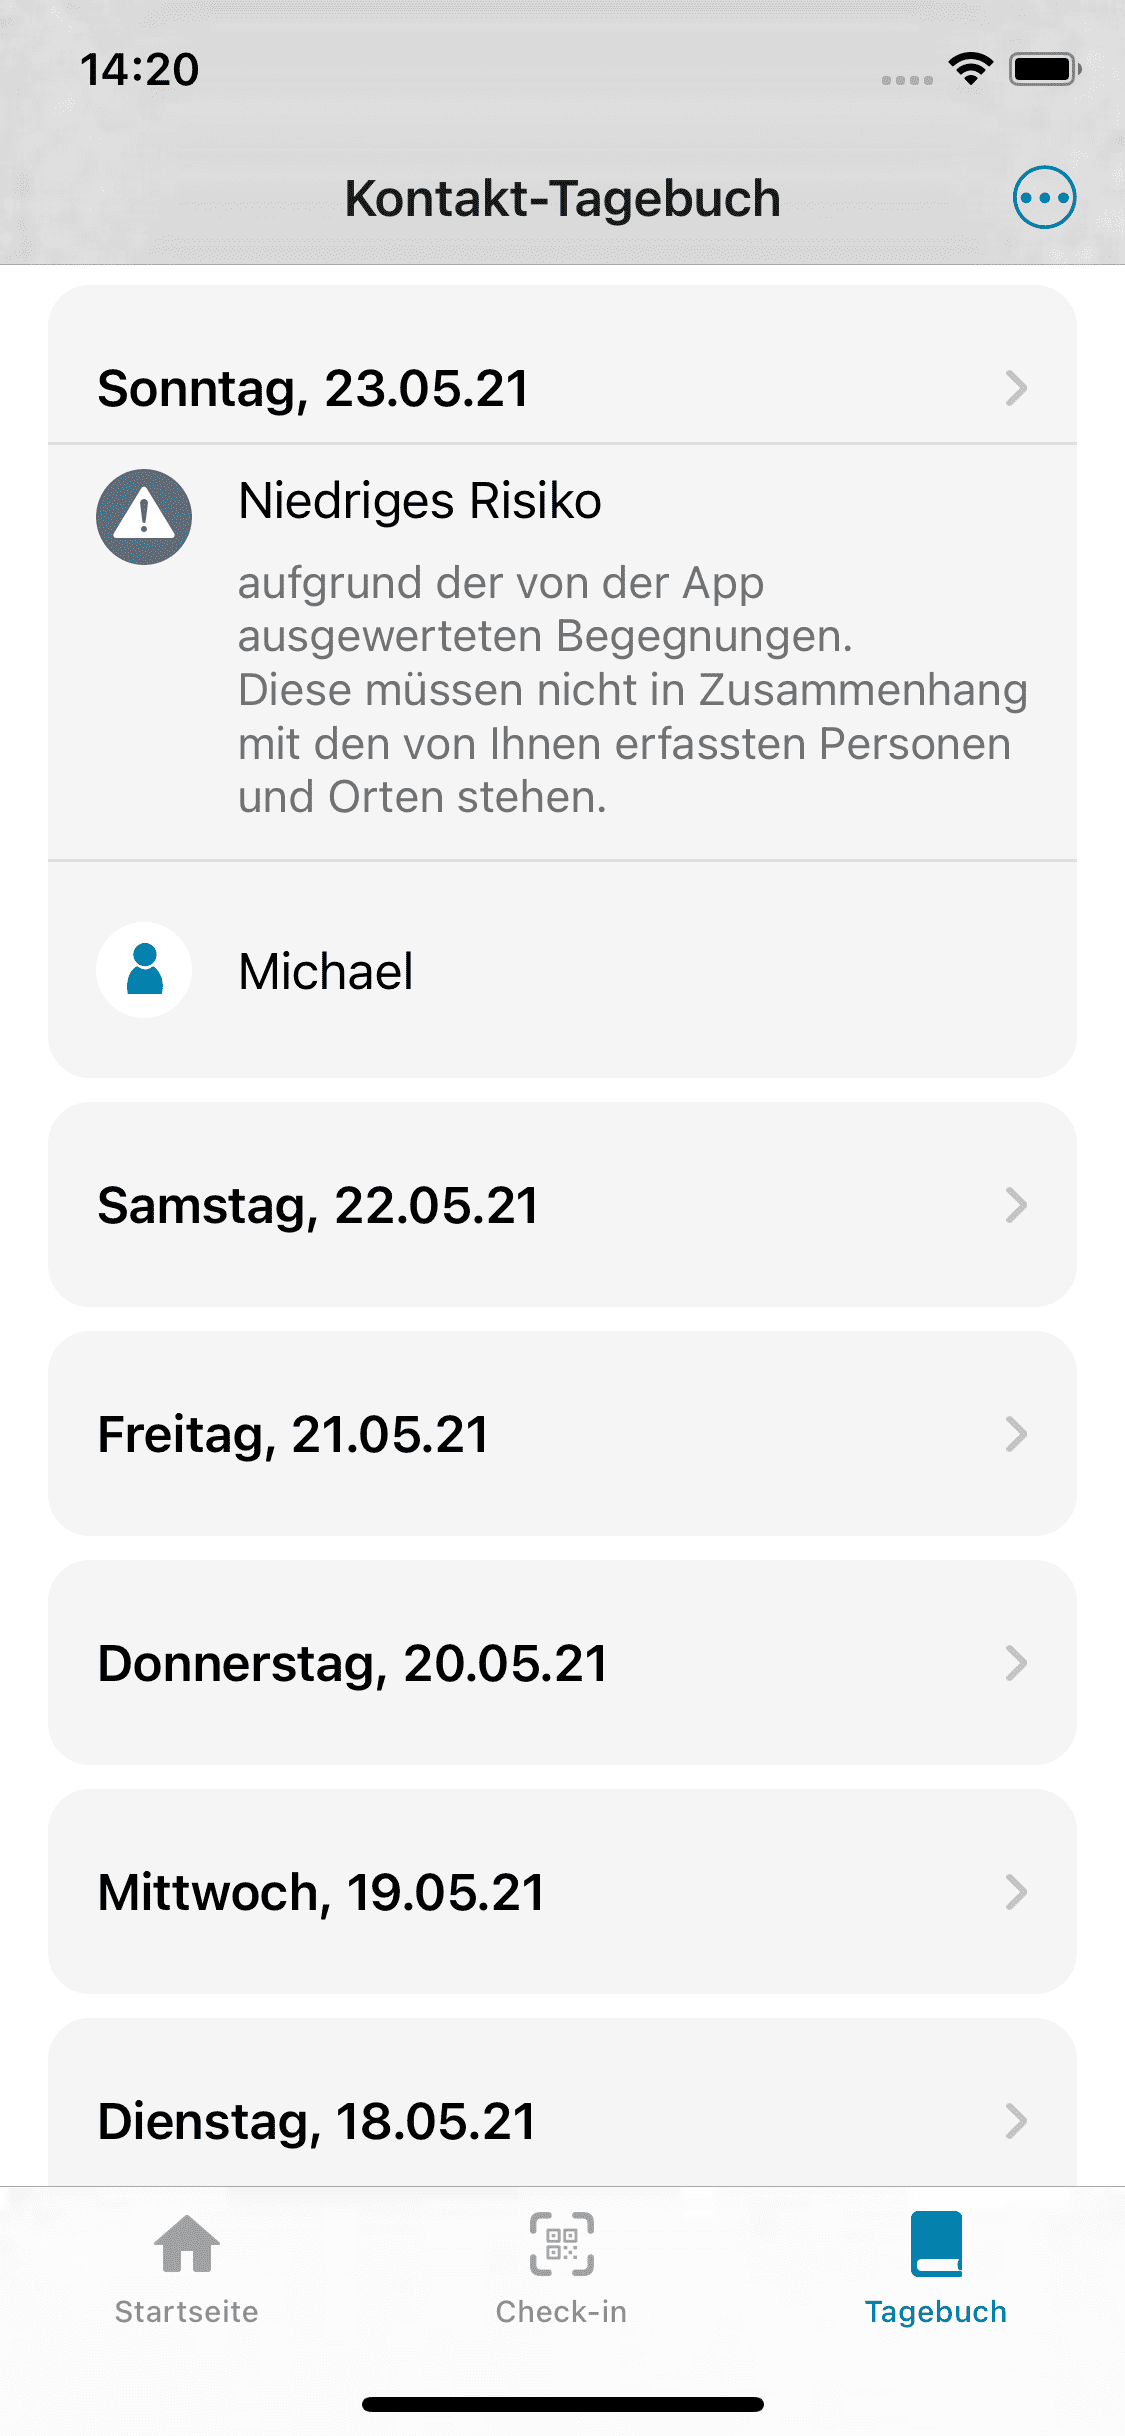 14:20
Kontakt-Tagebuch
Sonntag, 23.05.21
Niedriges Risiko
aufgrund der von der App
ausgewerteten Begegnungen.
Diese müssen nicht in Zusammenhang
mit den von Ihnen erfassten Personen
und Orten stehen.
Michael
Samstag, 22.05.21
Freitag, 21.05.21
Donnerstag, 20.05.21
Mittwoch, 19.05.21
Dienstag, 18.05.21
Startseite
Check-in
Tagebuch